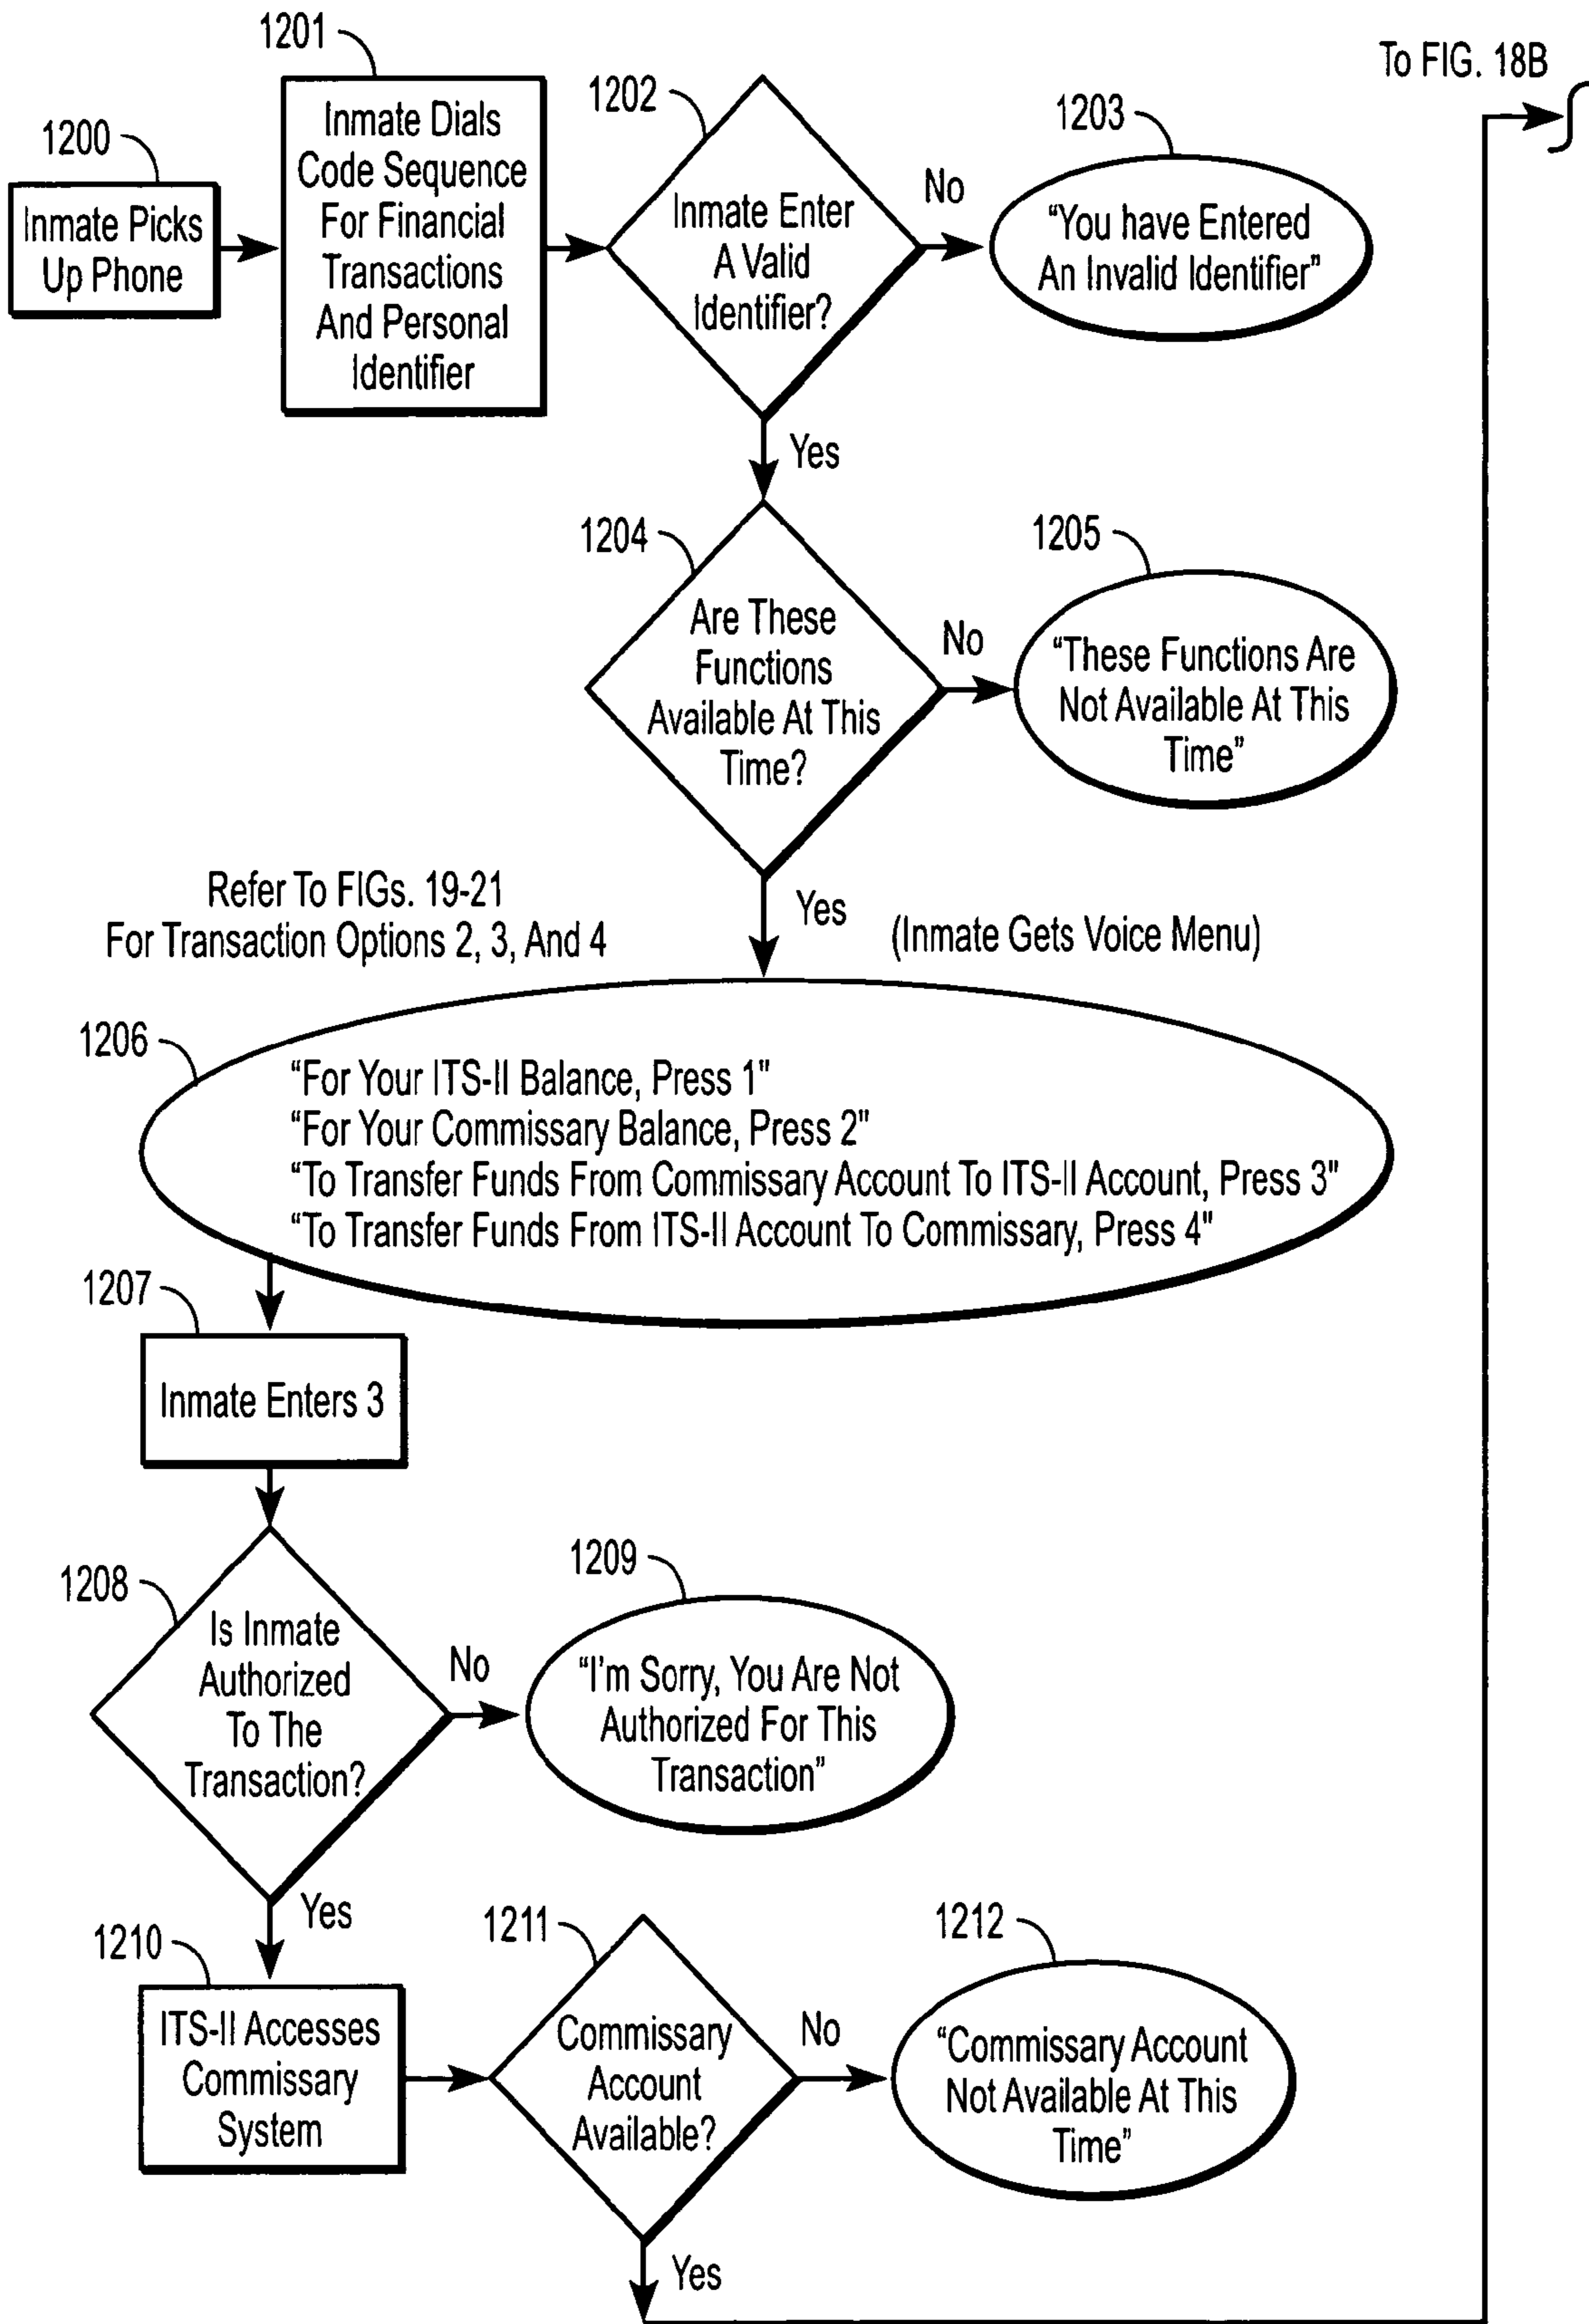 1201
To FIG. 18B
1202
1203
1200
Inmate Dials
Code Sequence
For Financial
Transactions
And Personal
Identifier
Inmate Picks
Up Phone
Inmate Enter
A Valid
Identifier?
No
“You have Entered
An Invalid Identifier”
Yes
1204
1205
Are These
Functions
Available At This
Time?
No
“These Functions Are
Not Available At This
Time”
Refer To FIGs. 19-21
For Transaction Options 2, 3, And 4
Yes
(Inmate Gets Voice Menu)
1206
“For Your ITS-II Balance, Press 1"
“For Your Commissary Balance, Press 2"
“To Transfer Funds From Commissary Account To ITS-II Account, Press 3"
“To Transfer Funds From ITS-II Account To Commissary, Press 4"
1207
Inmate Enters 3
1208
1209
Is Inmate
Authorized
To The
Transaction?
No
“I'm Sorry, You Are Not
Authorized For This
Transaction”
Yes
1210
1211
1212
ITS-II Accesses
Commissary
System
Commissary
Account
Available?
No
“Commissary Account
Not Available At This
Time”
Yes